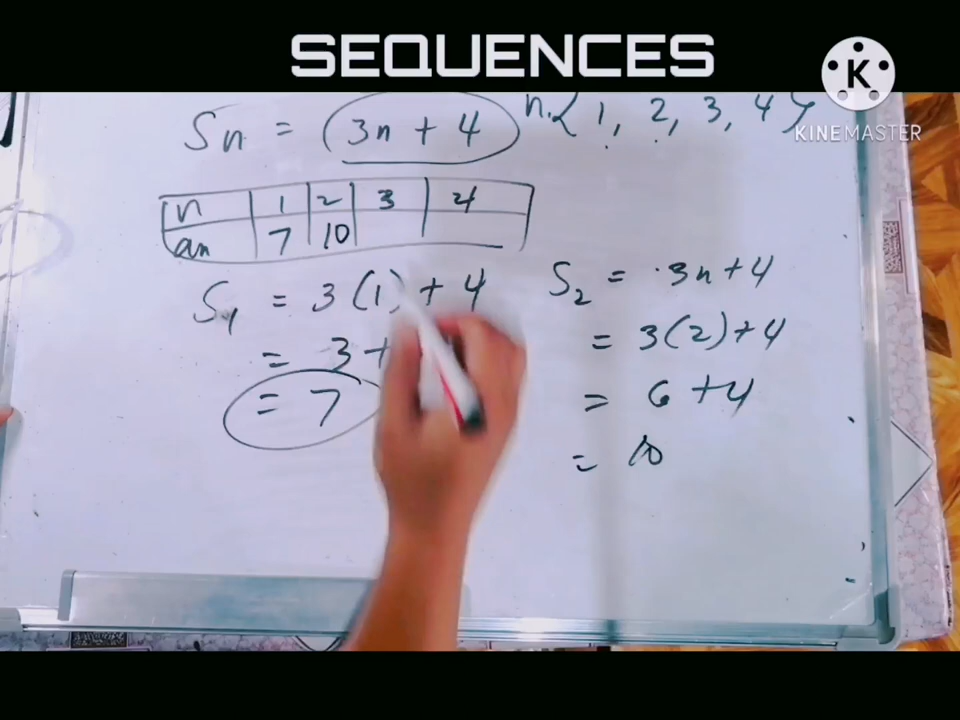 SEQUENCES
K
KINEMASTER
Sn = 3n + 4 n.{ 1, 2, 3, 4 }
n 1 2 3 4
an 7 10
S1 = 3 (1) + 4
= 3 +
= 7
S2 = 3n + 4
= 3(2) + 4
= 6 + 4
= 10